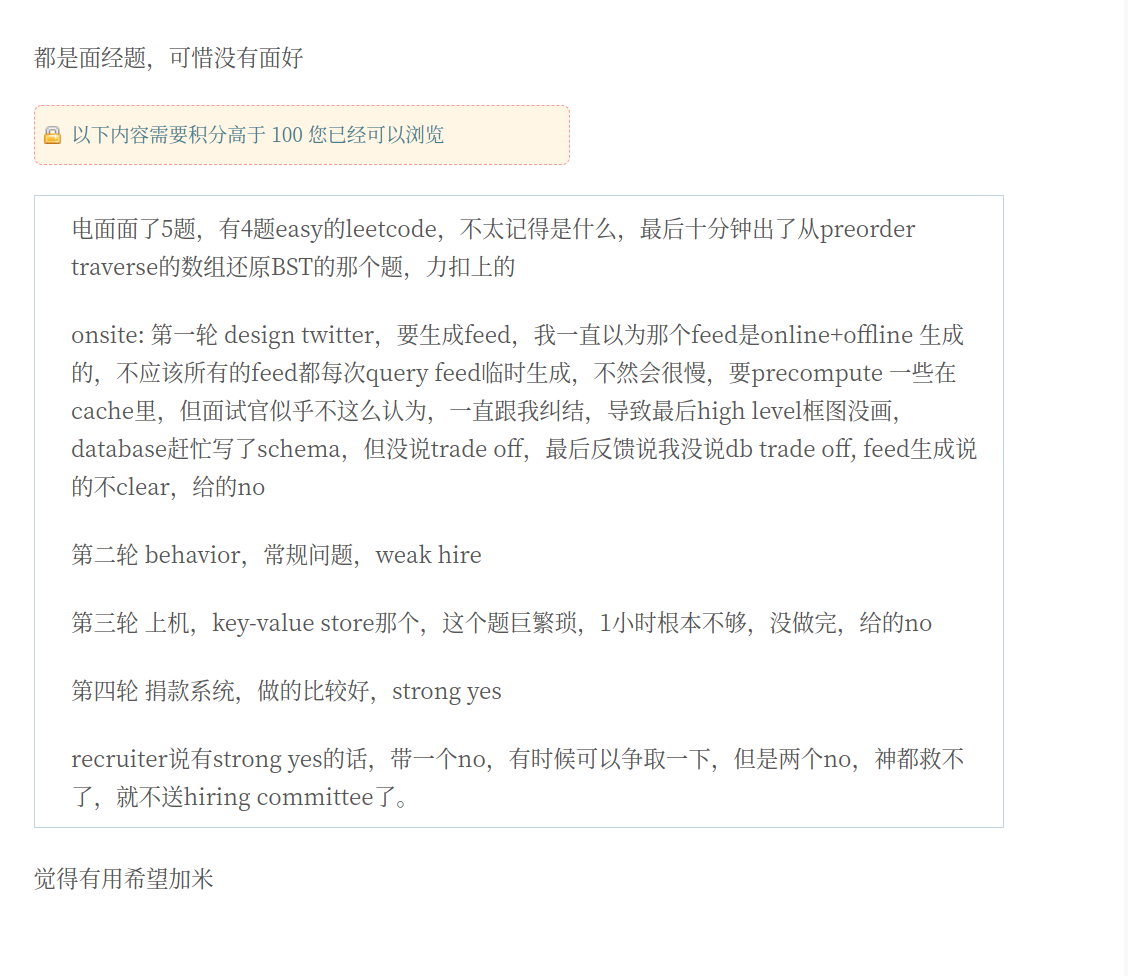 都是面经题，可惜没有面好
以下内容需要积分高于 100 您已经可以浏览
电面面了5题，有4题easy的leetcode，不太记得是什么，最后十分钟出了从preorder
traverse的数组还原BST的那个题，力扣上的
onsite: 第一轮 design twitter，要生成feed，我一直以为那个feed是online+offline 生成
的，不应该所有的feed都每次query feed临时生成，不然会很慢，要precompute 一些在
cache里，但面试官似乎不这么认为，一直跟我纠结，导致最后high level框图没画，
database赶忙写了schema，但没说trade off，最后反馈说我没说db trade off, feed生成说
的不clear，给的no
第二轮 behavior，常规问题，weak hire
第三轮 上机，key-value store那个，这个题巨繁琐，1小时根本不够，没做完，给的no
第四轮 捐款系统，做的比较好，strong yes
recruiter说有strong yes的话，带一个no，有时候可以争取一下，但是两个no，神都救不
了，就不送hiring committee了。
觉得有用希望加米